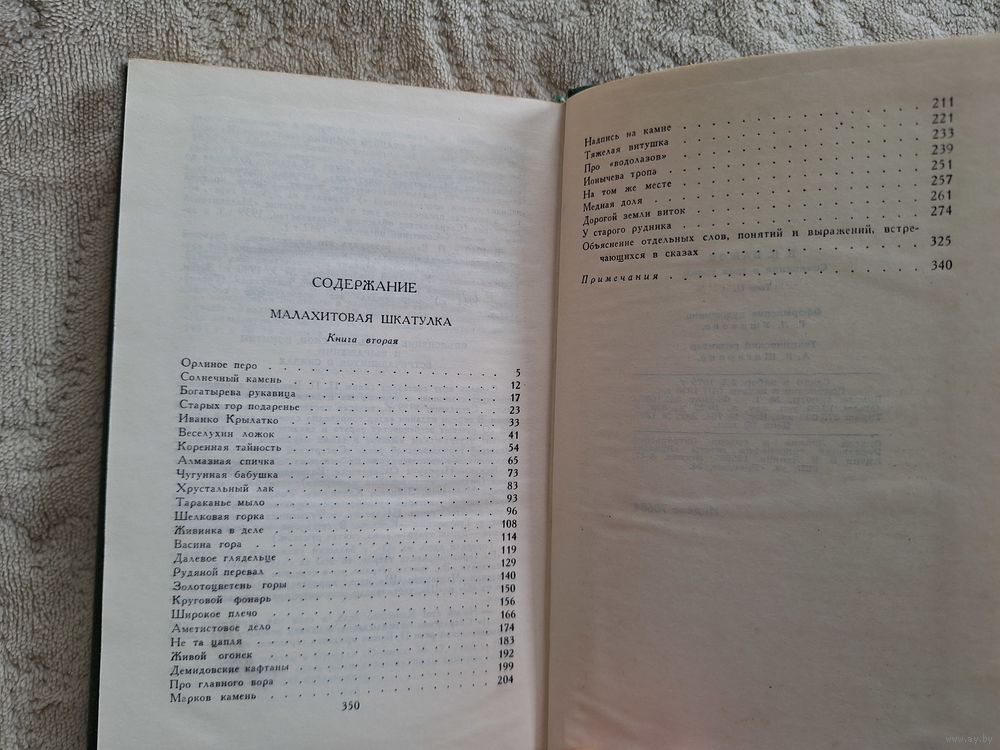 СОДЕРЖАНИЕ
МАЛАХИТОВАЯ ШКАТУЛКА
Книга вторая
Орлиное перо . . . . . . . . . . 5
Солнечный камень . . . . . . . . . . 12
Богатырева рукавица . . . . . . . . . . 17
Старых гор подаренье . . . . . . . . . . 23
Иванко Крылатко . . . . . . . . . . 33
Веселухин ложок . . . . . . . . . . 41
Коренная тайность . . . . . . . . . . 54
Алмазная спичка . . . . . . . . . . 65
Чугунная бабушка . . . . . . . . . . 73
Хрустальный лак . . . . . . . . . . 83
Тараканье мыло . . . . . . . . . . 93
Шелковая горка . . . . . . . . . . 96
Живинка в деле . . . . . . . . . . 108
Васина гора . . . . . . . . . . 114
Далевое глядельце . . . . . . . . . . 119
Рудяной перевал . . . . . . . . . . 129
Золотоцветень горы . . . . . . . . . . 140
Круговой фонарь . . . . . . . . . . 150
Широкое плечо . . . . . . . . . . 156
Аметистовое дело . . . . . . . . . . 166
Не та цапля . . . . . . . . . . 174
Живой огонек . . . . . . . . . . 183
Демидовские кафтаны . . . . . . . . . . 192
Про главного вора . . . . . . . . . . 199
Марков камень . . . . . . . . . . 204
350
Надпись на камне . . . . . . . . . . 211
Тяжелая витушка . . . . . . . . . . 221
Про «водолазов» . . . . . . . . . . 233
Ионычева тропа . . . . . . . . . . 239
На том же месте . . . . . . . . . . 251
Медная доля . . . . . . . . . . 257
Дорогой земли виток . . . . . . . . . . 261
У старого рудника . . . . . . . . . . 274
Объяснение отдельных слов, понятий и выражений, встре-
чающихся в сказах . . . . . . . . . . 325
Примечания . . . . . . . . . . 340
www.ay.by